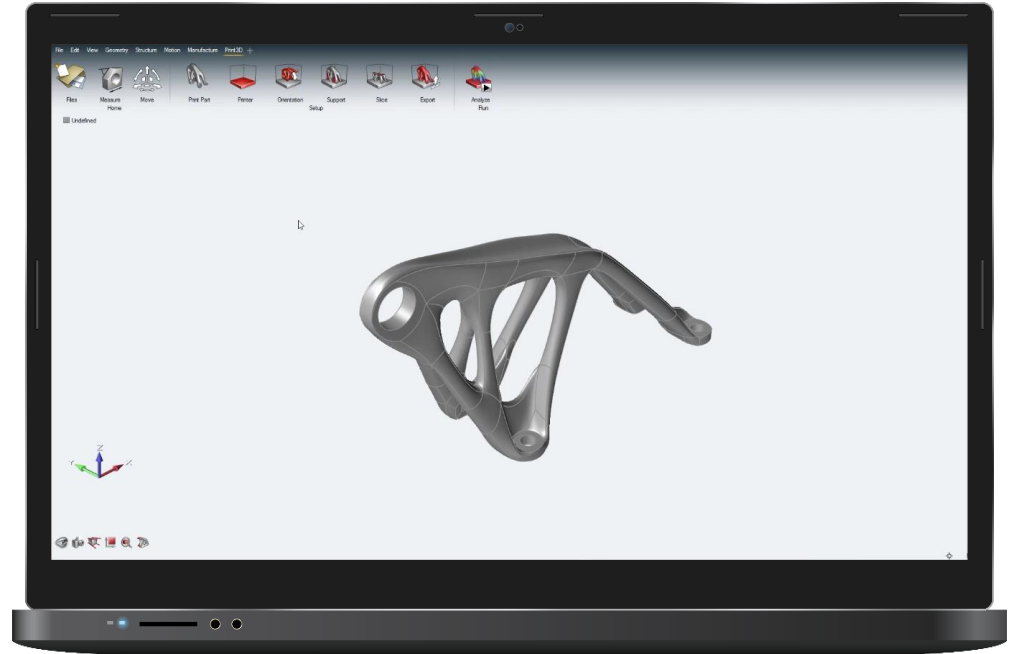 File Edit View Geometry Structure Motion Manufacture Print3D +
Files Measure Move Print Part Printer Orientation Support Slice Export Analyze
Home Setup Run
Undefined
Z
Y X